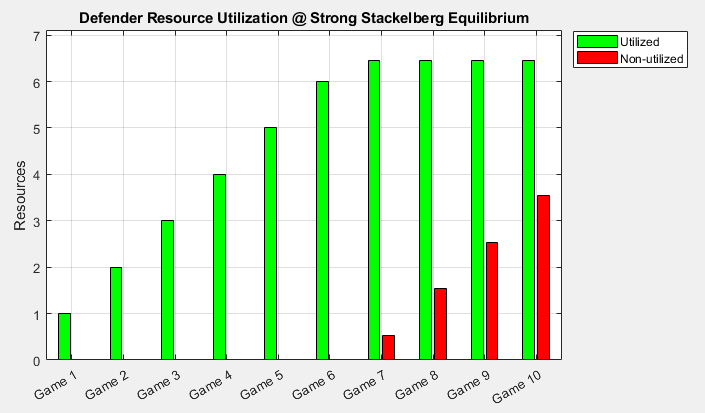 Defender Resource Utilization @ Strong Stackelberg Equilibrium
Utilized
Non-utilized
Resources
7
6
5
4
3
2
1
0
Game 1
Game 2
Game 3
Game 4
Game 5
Game 6
Game 7
Game 8
Game 9
Game 10